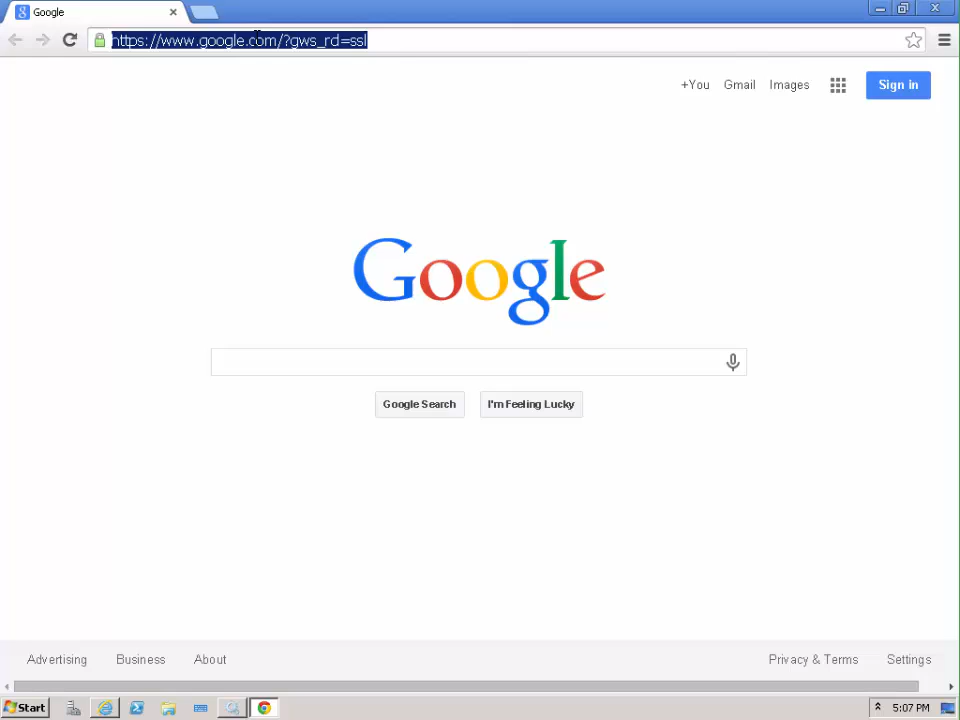 Google
https://www.google.com/?gws_rd=ssl
+You Gmail Images Sign in
Google
Google Search I'm Feeling Lucky
Advertising Business About Privacy & Terms Settings
Start 5:07 PM